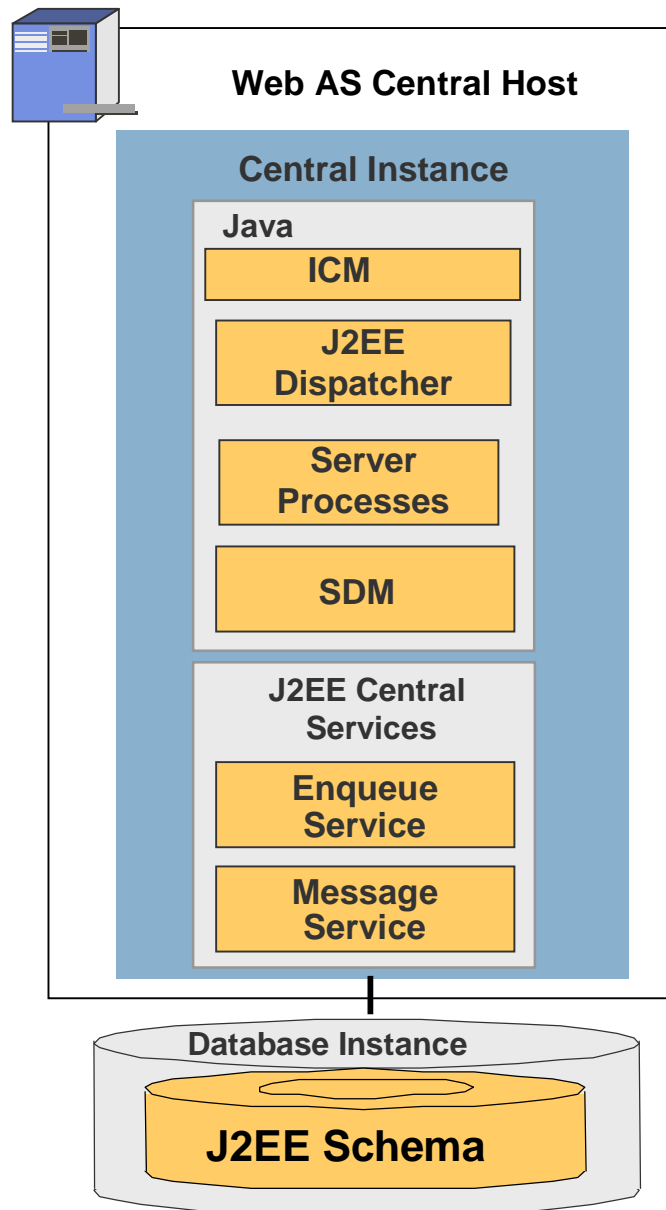 Web AS Central Host
Central Instance
Java
ICM
J2EE
Dispatcher
Server
Processes
SDM
J2EE Central
Services
Enqueue
Service
Message
Service
Database Instance
J2EE Schema